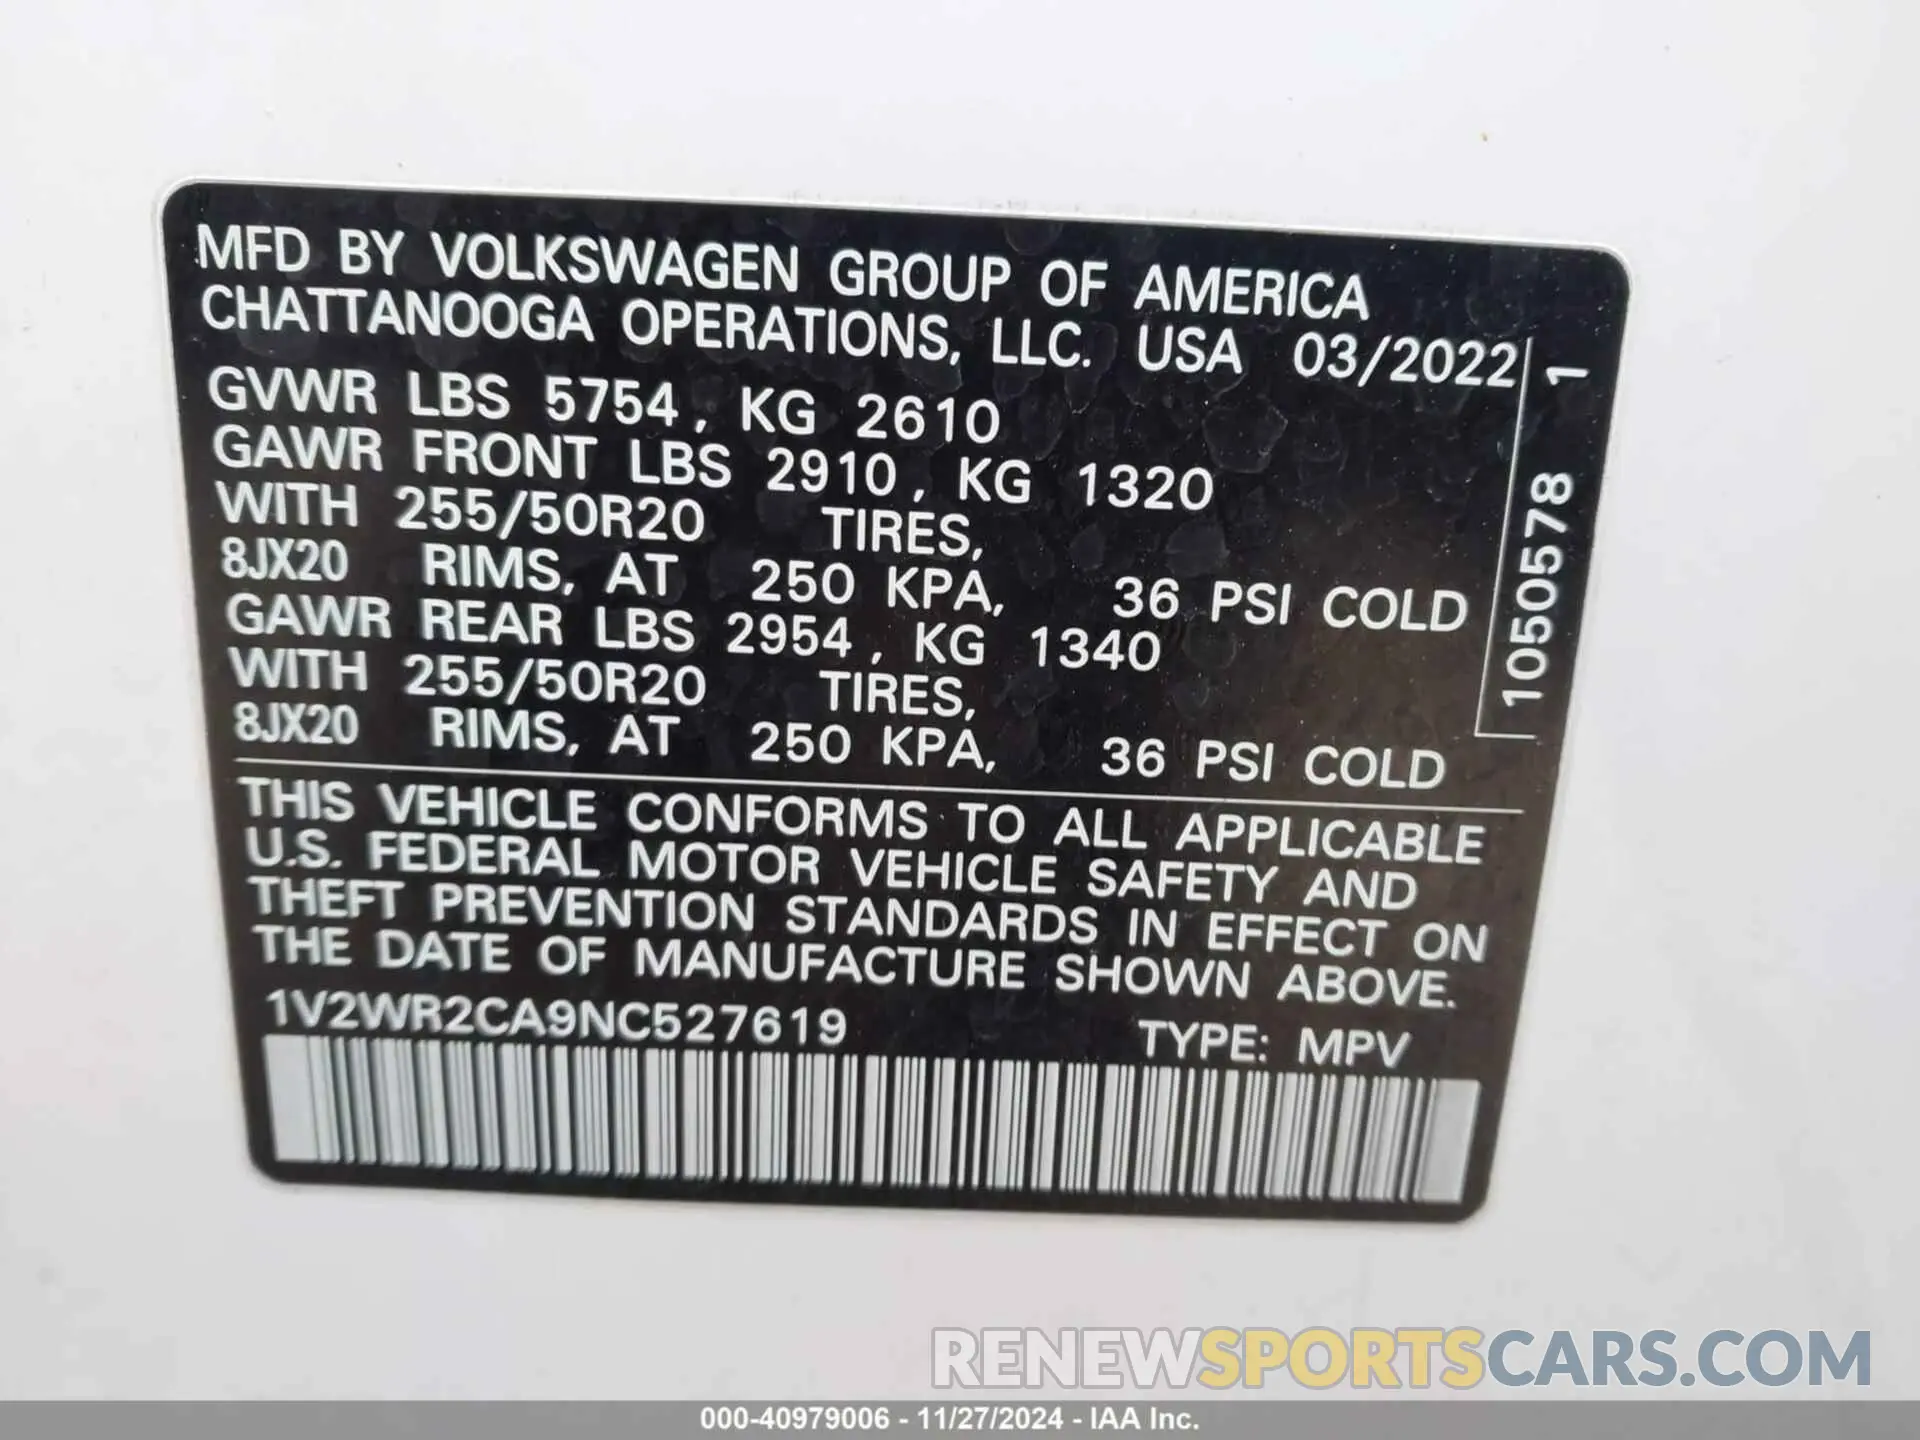 MFD BY VOLKSWAGEN GROUP OF AMERICA
CHATTANOOGA OPERATIONS, LLC. USA 03/2022
GVWR LBS 5754, KG 2610
GAWR FRONT LBS 2910, KG 1320
WITH 255/50R20 TIRES,
8JX20 RIMS, AT 250 KPA, 36 PSI COLD
GAWR REAR LBS 2954, KG 1340
WITH 255/50R20 TIRES,
8JX20 RIMS, AT 250 KPA, 36 PSI COLD
1050578 1
THIS VEHICLE CONFORMS TO ALL APPLICABLE
U.S. FEDERAL MOTOR VEHICLE SAFETY AND
THEFT PREVENTION STANDARDS IN EFFECT ON
THE DATE OF MANUFACTURE SHOWN ABOVE.
1V2WR2CA9NC527619 TYPE: MPV
RENEWSPORTSCARS.COM
000-40979006 - 11/27/2024 - IAA Inc.